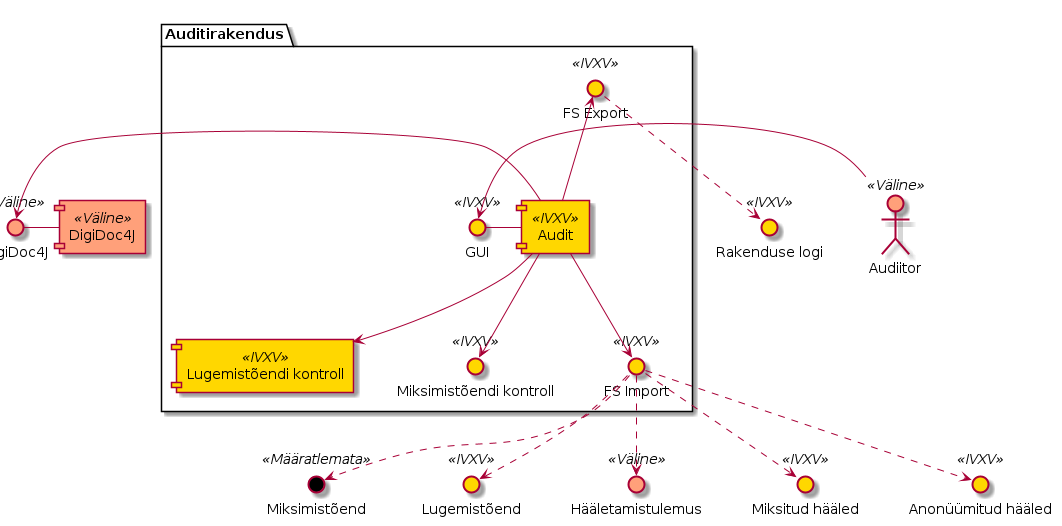 Auditirakendus
«IVXV»
FS Export
«Väline»
DigiDoc4J
«Väline»
DigiDoc4J
«IVXV»
GUI
«IVXV»
Audit
«IVXV»
Rakenduse logi
«Väline»
Audiitor
«IVXV»
Lugemistõendi kontroll
«IVXV»
Miksimistõendi kontroll
«IVXV»
FS Import
«Määratlemata»
Miksimistõend
«IVXV»
Lugemistõend
«Väline»
Hääletamistulemus
«IVXV»
Miksitud hääled
«IVXV»
Anonüümitud hääled